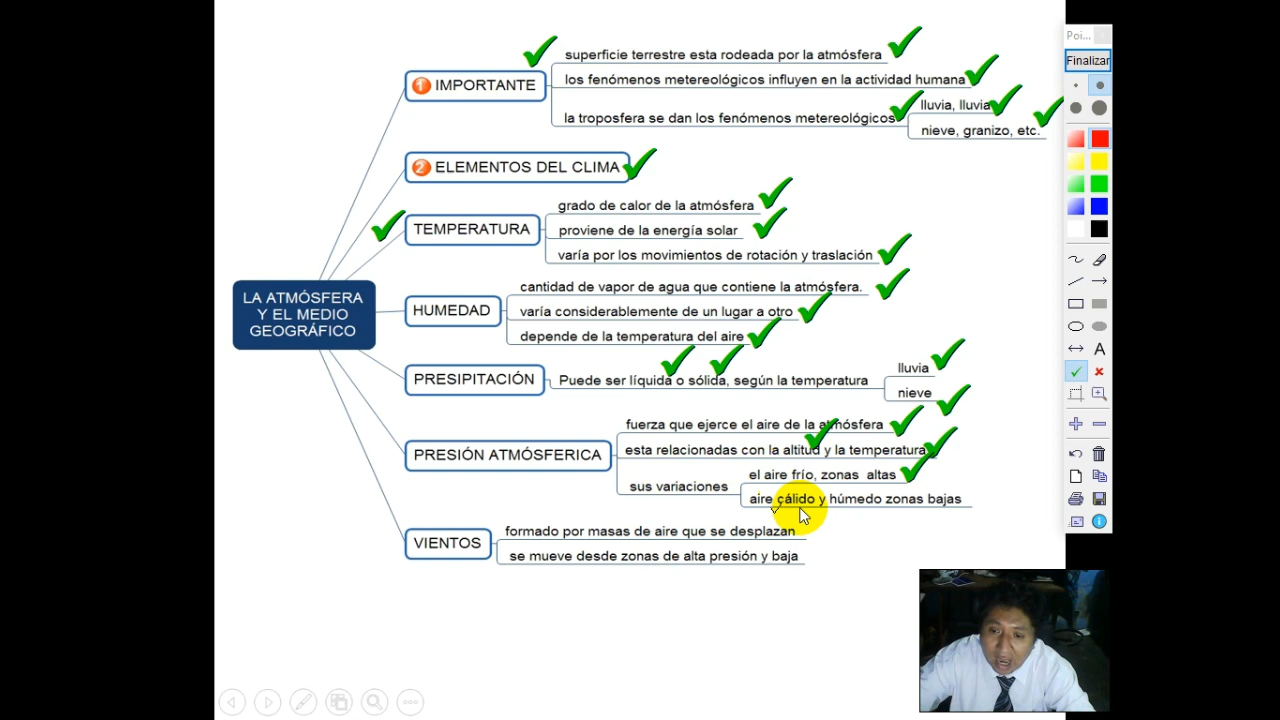 superficie terrestre esta rodeada por la atmósfera
1 IMPORTANTE
los fenómenos metereológicos influyen en la actividad humana
la troposfera se dan los fenómenos metereológicos
lluvia, lluvia
nieve, granizo, etc.
2 ELEMENTOS DEL CLIMA
TEMPERATURA
grado de calor de la atmósfera
proviene de la energía solar
varía por los movimientos de rotación y traslación
LA ATMÓSFERA
Y EL MEDIO
GEOGRÁFICO
HUMEDAD
cantidad de vapor de agua que contiene la atmósfera.
varía considerablemente de un lugar a otro
depende de la temperatura del aire
PRESIPITACIÓN
Puede ser líquida o sólida, según la temperatura
lluvia
nieve
PRESIÓN ATMÓSFERICA
fuerza que ejerce el aire de la atmósfera
esta relacionadas con la altitud y la temperatura
sus variaciones
el aire frío, zonas altas
aire cálido y húmedo zonas bajas
VIENTOS
formado por masas de aire que se desplazan
se mueve desde zonas de alta presión y baja
Poi...
Finalizar
A